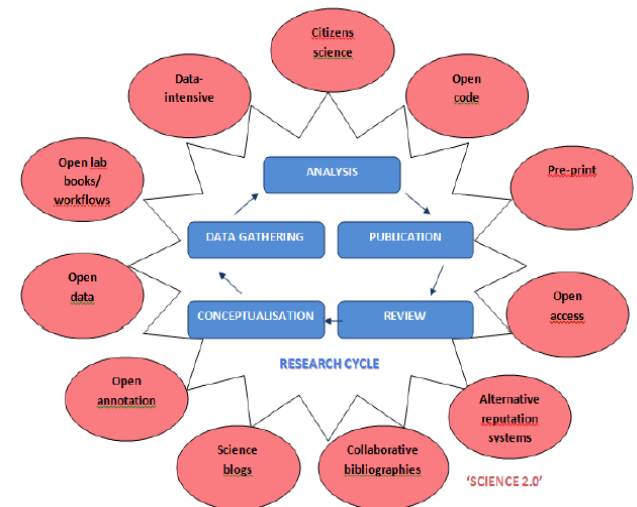 Citizens
science
Data-
intensive
Open
code
Open lab
books/
workflows
Pre-print
ANALYSIS
DATA GATHERING
PUBLICATION
Open
data
Open
access
CONCEPTUALISATION
REVIEW
RESEARCH CYCLE
Open
annotation
Alternative
reputation
systems
Science
blogs
Collaborative
bibliographies
'SCIENCE 2.0'